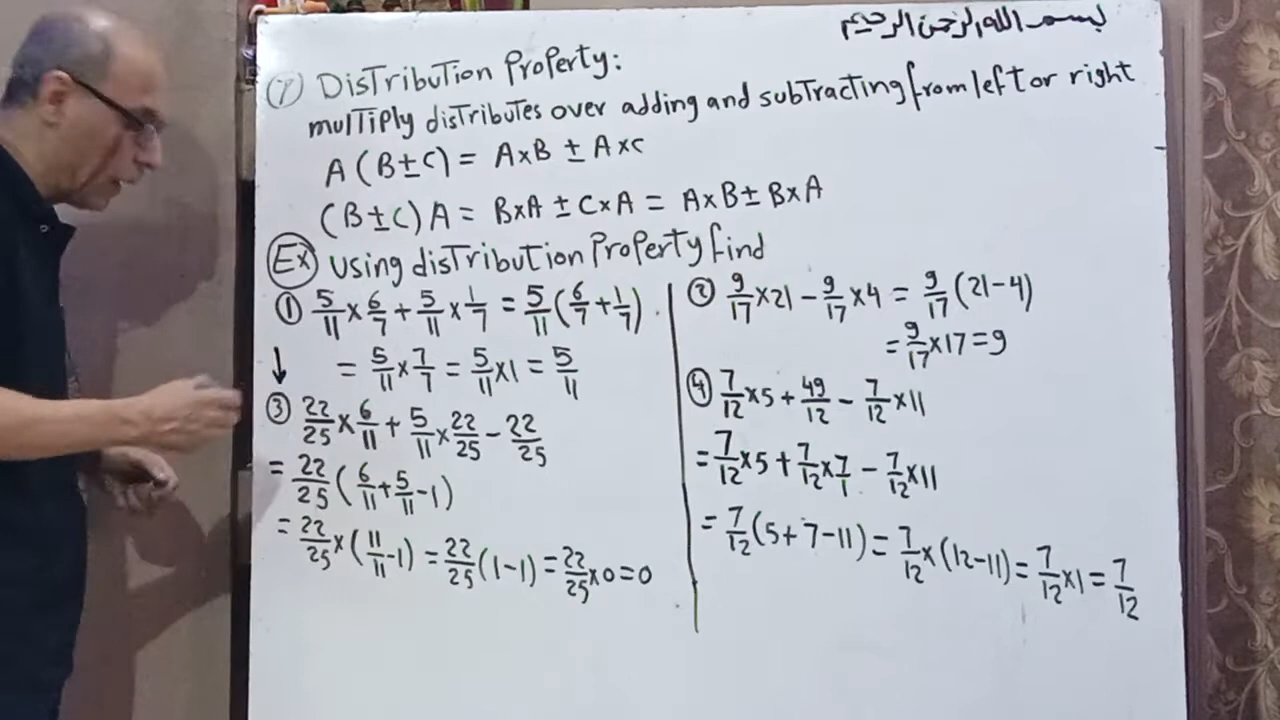 بسم الله الرحمن الرحيم
(7) Distribution Property:
multiply distributes over adding and subtracting from left or right
A (B±C) = A×B ± A×C
(B±C) A = B×A ± C×A = A×B ± B×A
Ex Using distribution Property find
① 5/11 × 6/7 + 5/11 × 1/7 = 5/11 (6/7 + 1/7)
= 5/11 × 7/7 = 5/11 × 1 = 5/11
② 9/17 × 21 − 9/17 × 4 = 9/17 (21−4)
= 9/17 × 17 = 9
③ 22/25 × 6/11 + 5/11 × 22/25 − 22/25
= 22/25 (6/11 + 5/11 − 1)
= 22/25 × (11/11 − 1) = 22/25 (1−1) = 22/25 × 0 = 0
④ 7/12 × 5 + 49/12 − 7/12 × 11
= 7/12 × 5 + 7/12 × 7/1 − 7/12 × 11
= 7/12 (5+7−11) = 7/12 × (12−11) = 7/12 × 1 = 7/12